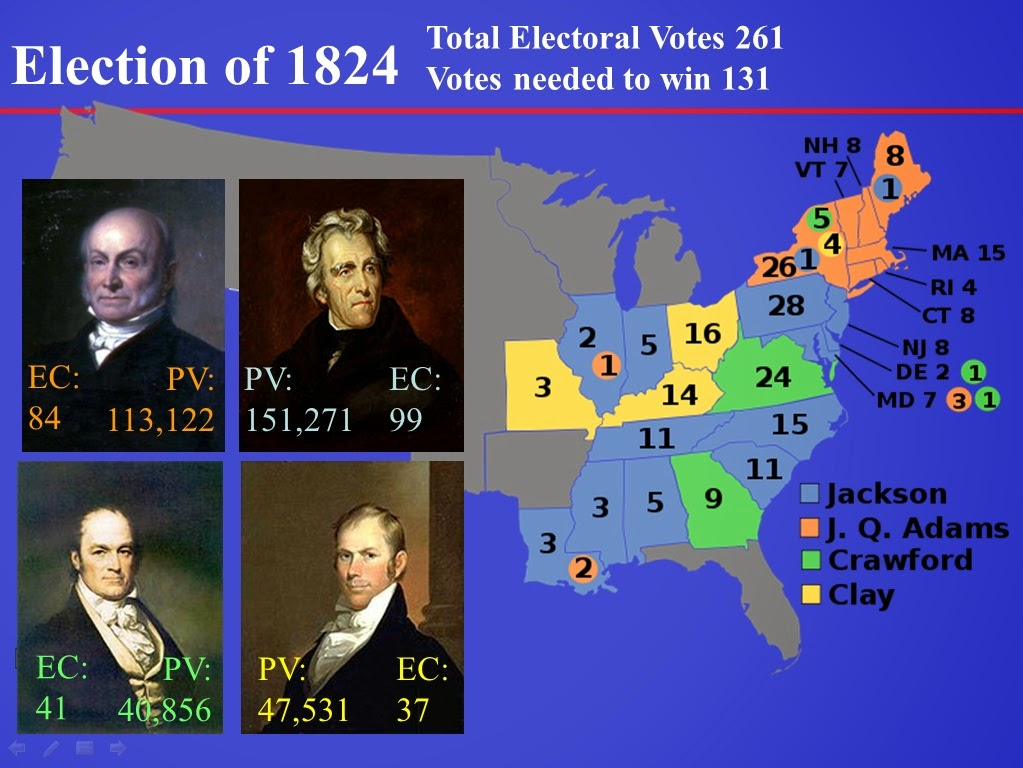 Election of 1824
Total Electoral Votes 261
Votes needed to win 131
EC: PV:
84 113,122
PV: EC:
151,271 99
EC: PV:
41 40,856
PV: EC:
47,531 37
NH 8
VT 7
8
1
5
4
1
26
MA 15
RI 4
CT 8
28
NJ 8
DE 2 1
MD 7 3 1
2
1
5
16
24
3
14
11
15
11
3
5
9
3
2
Jackson
J. Q. Adams
Crawford
Clay